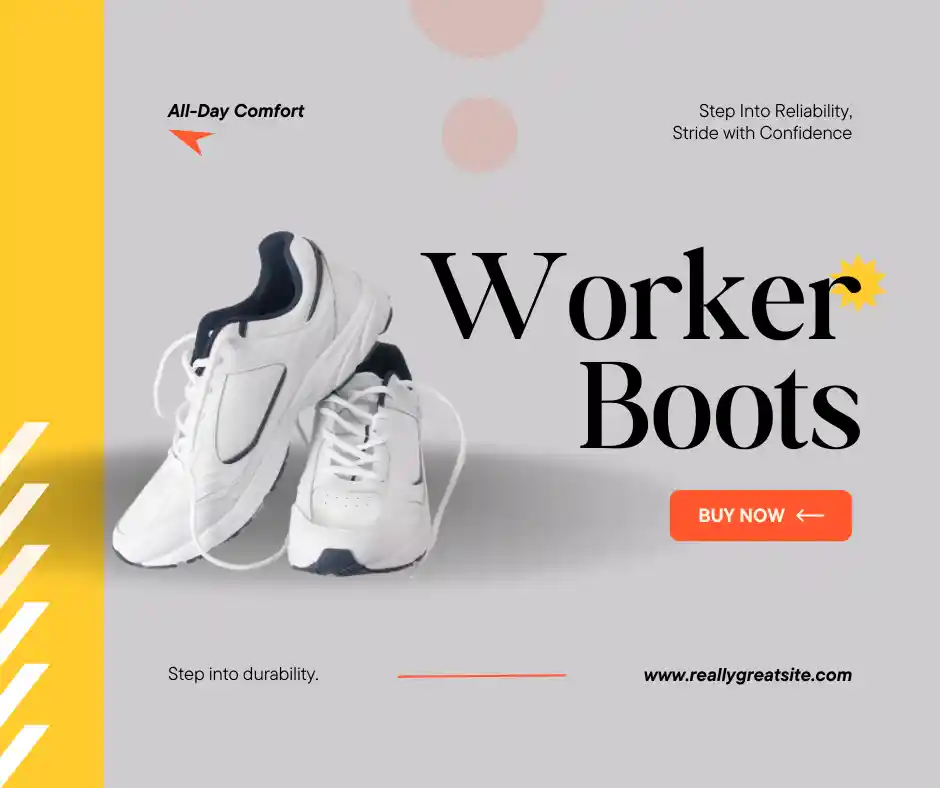 All-Day Comfort
Step Into Reliability,
Stride with Confidence
Worker
Boots
BUY NOW
Step into durability.
www.reallygreatsite.com